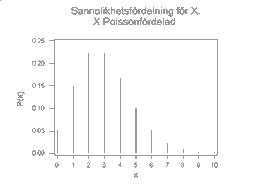 Sannolikhetsfördelning för X.
X Poissonfördelad
0.25
0.20
0.15
0.10
0.05
0.00
P(x)
0 1 2 3 4 5 6 7 8 9 10
x